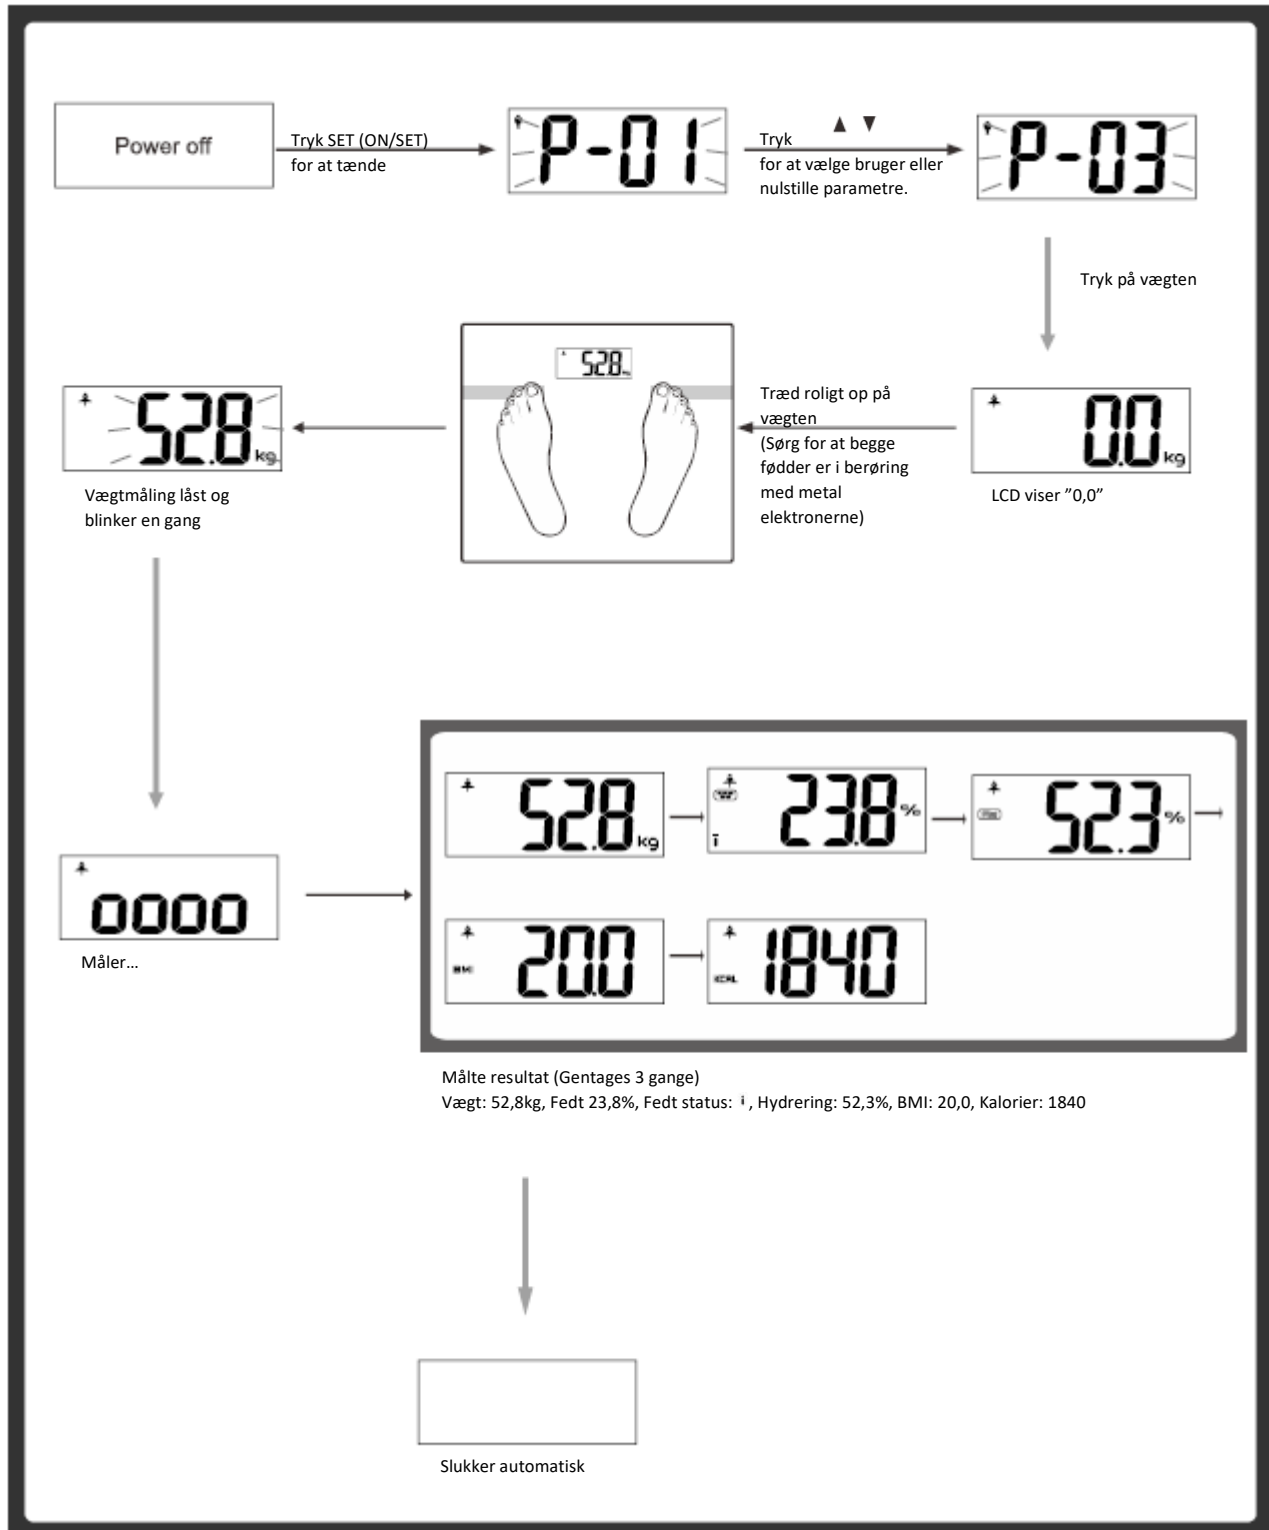 Power off
Tryk SET (ON/SET)
for at tænde
P-01
Tryk ▲ ▼
for at vælge bruger eller
nulstille parametre.
P-03
Tryk på vægten
0.0 kg
LCD viser ”0,0”
Træd roligt op på
vægten
(Sørg for at begge
fødder er i berøring
med metal
elektronerne)
52.8
52.8 kg
Vægtmåling låst og
blinker en gang
oooo
Måler…
52.8 kg
23.8 %
52.3 %
BMI 20.0
KCAL 1840
Målte resultat (Gentages 3 gange)
Vægt: 52,8kg, Fedt 23,8%, Fedt status: i , Hydrering: 52,3%, BMI: 20,0, Kalorier: 1840
Slukker automatisk